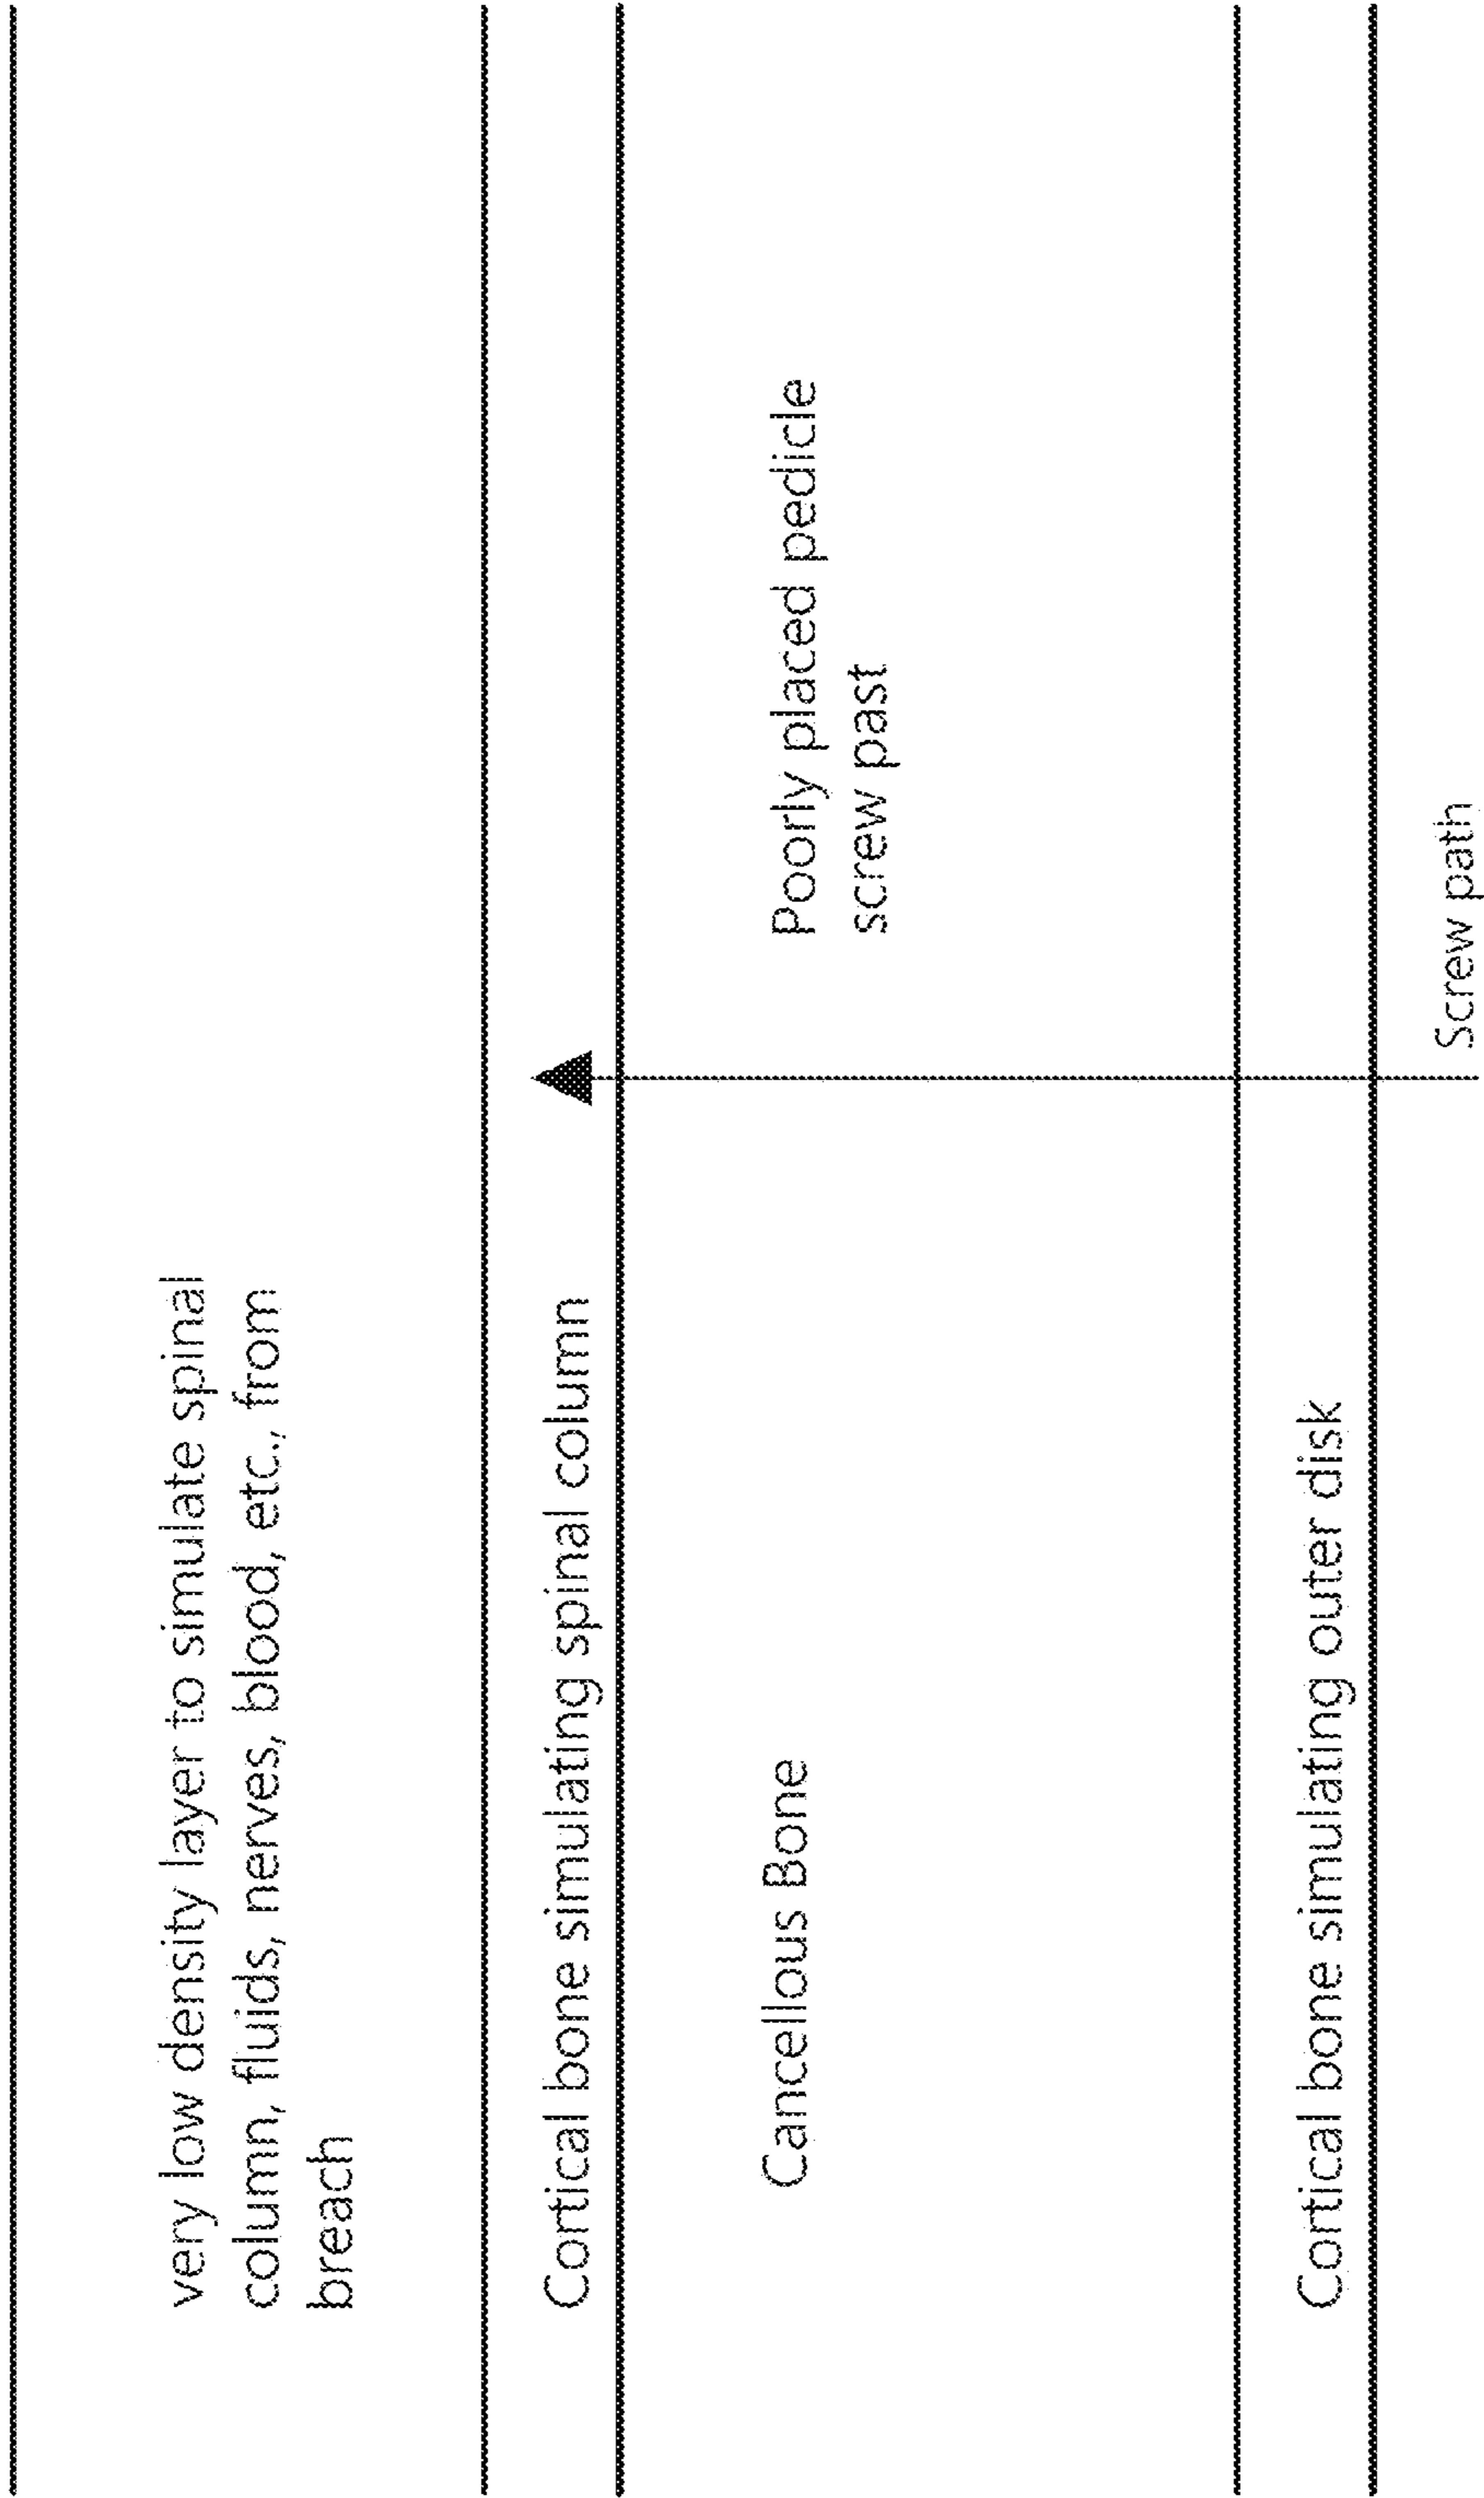 very low density layer to simulate spinal
column, fluids, nerves, blood, etc., from
breach
Cortical bone simulating spinal column
Cancellous Bone
Poorly placed pedicle
screw past
Cortical bone simulating outer disk
Screw path